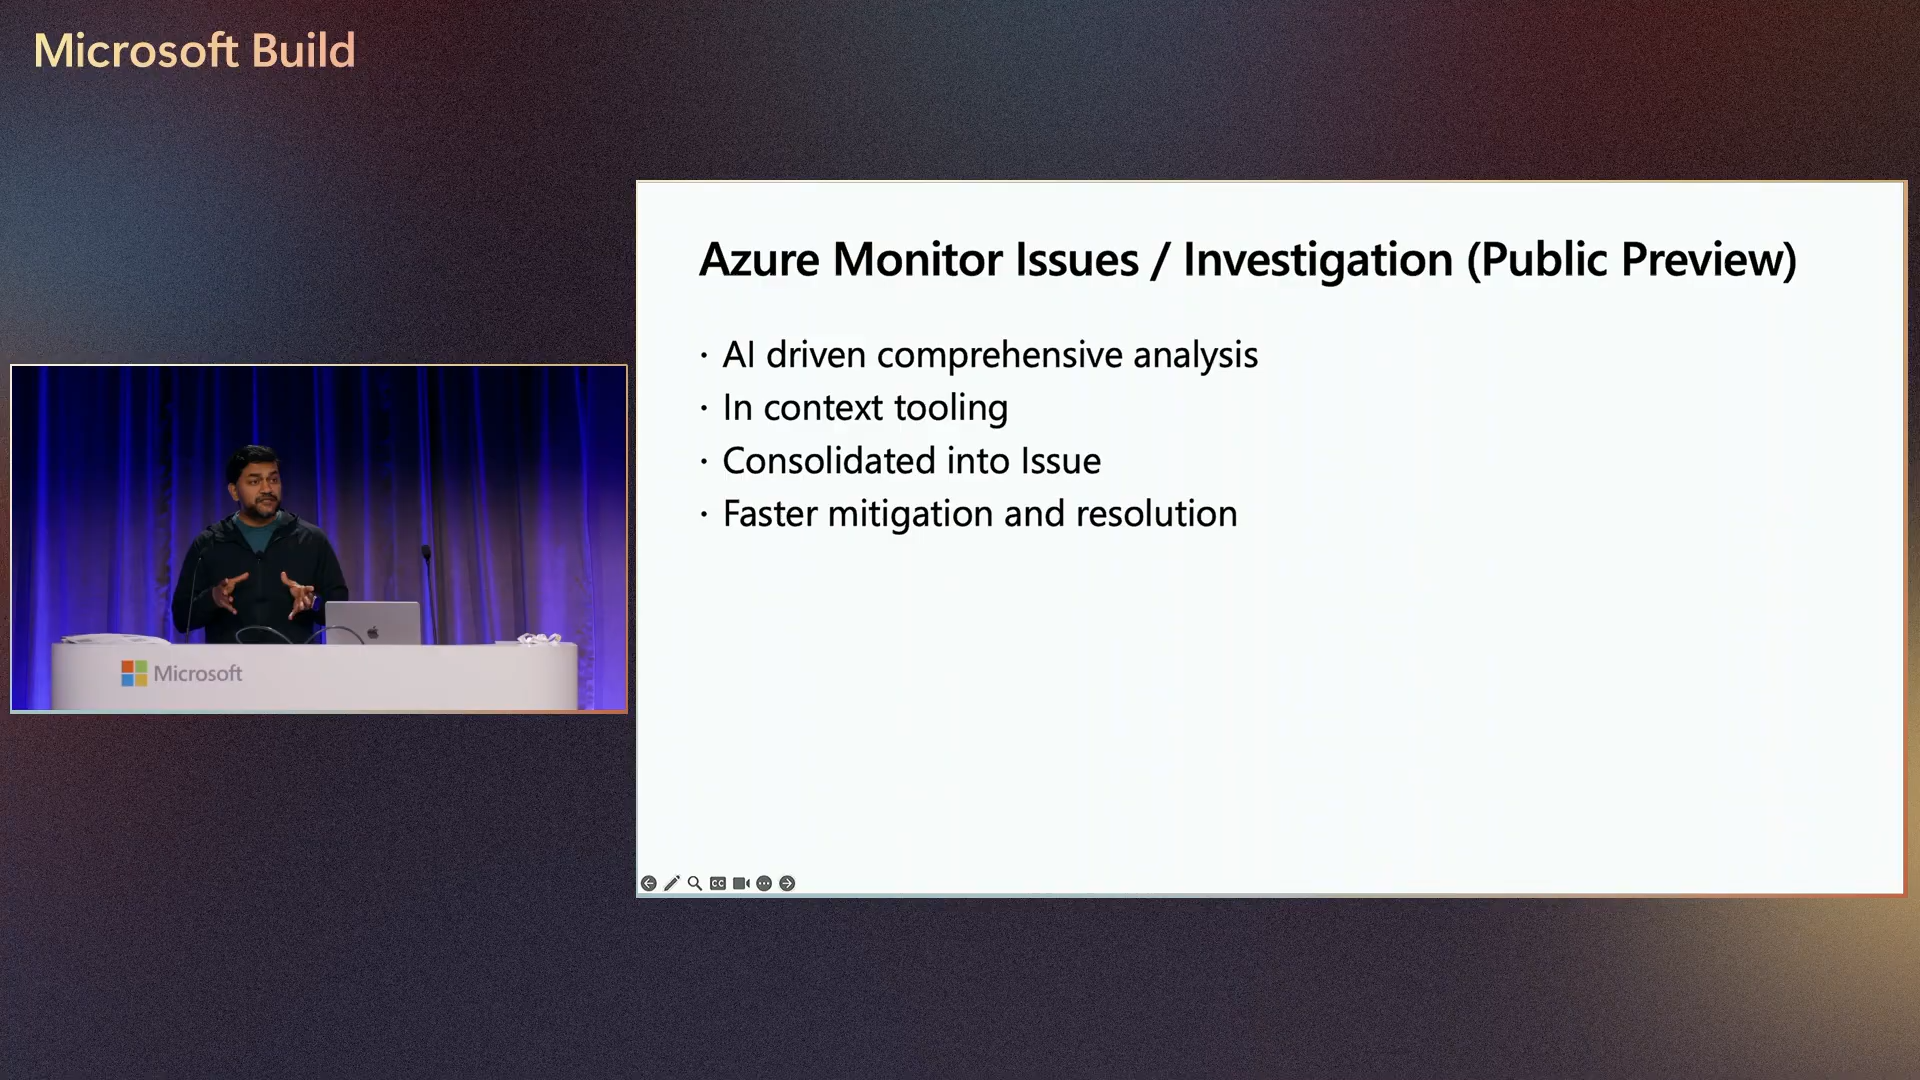 Microsoft Build
Azure Monitor Issues / Investigation (Public Preview)
· AI driven comprehensive analysis
· In context tooling
· Consolidated into Issue
· Faster mitigation and resolution
Microsoft
CC